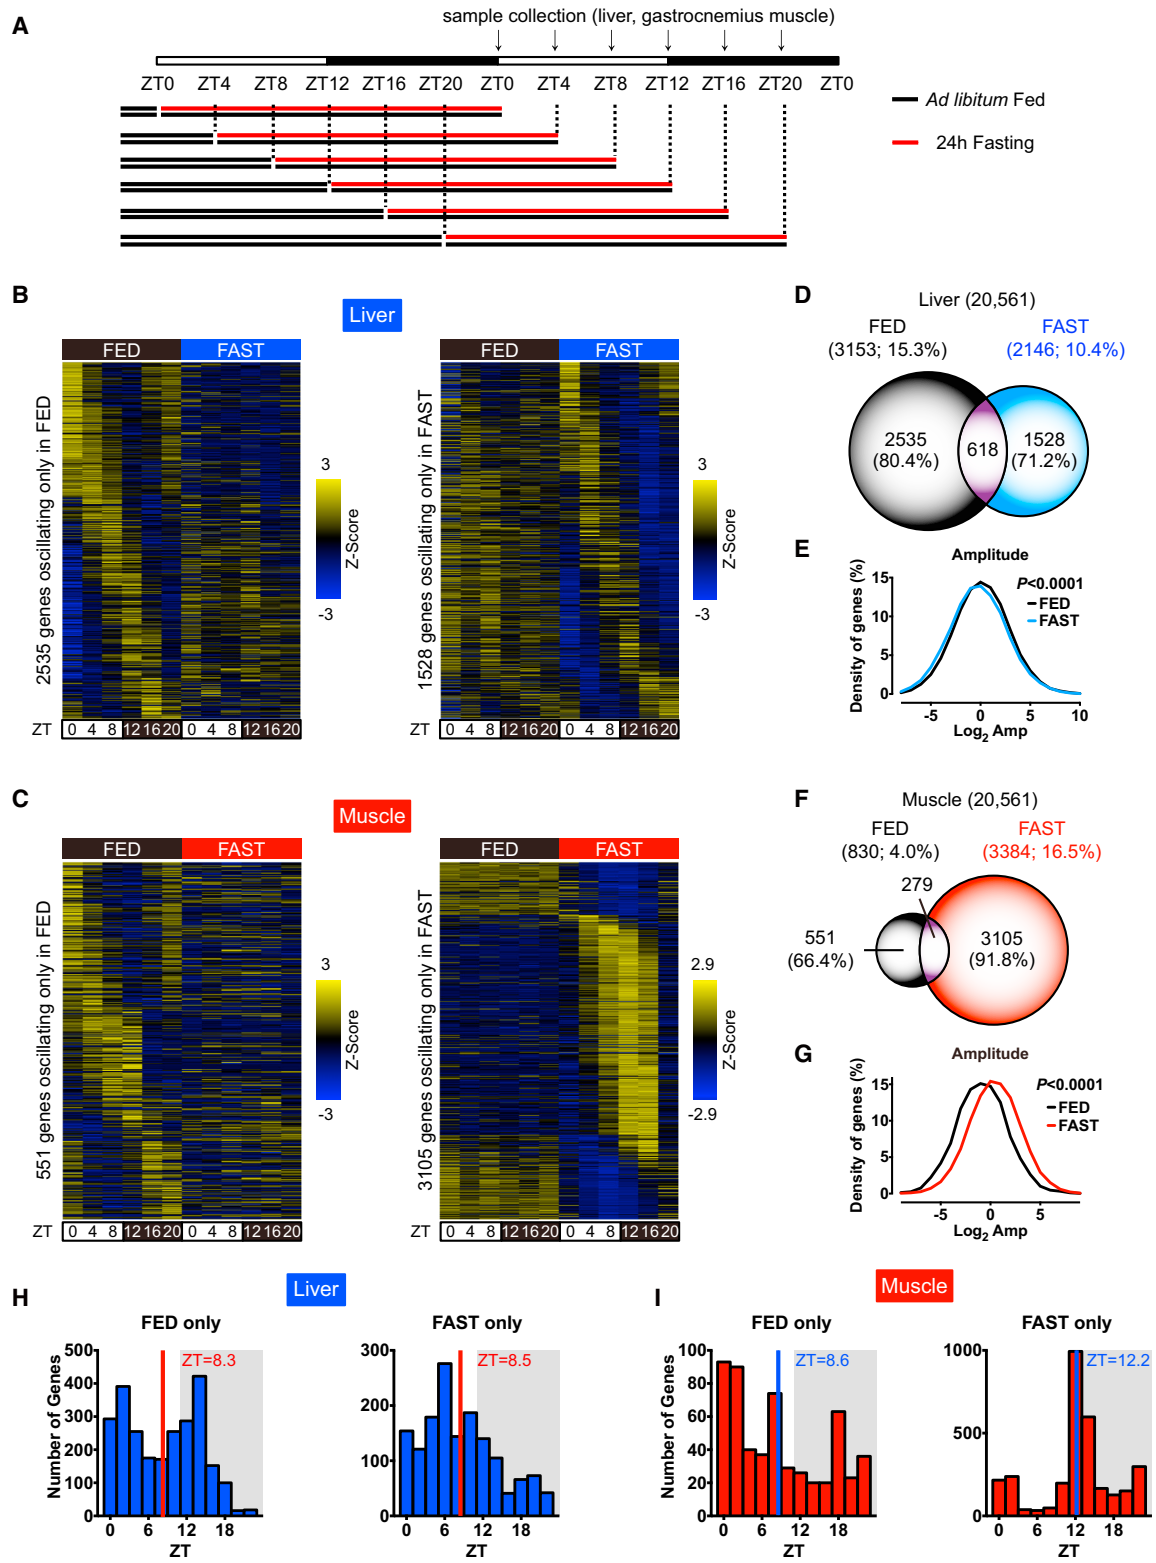 A
sample collection (liver, gastrocnemius muscle)
ZT0 ZT4 ZT8 ZT12 ZT16 ZT20 ZT0 ZT4 ZT8 ZT12 ZT16 ZT20 ZT0
Ad libitum Fed
24h Fasting
B
Liver
FED FAST
2535 genes oscillating only in FED
3
Z-Score
-3
ZT 0 4 8 12 16 20 0 4 8 12 16 20
FED FAST
1528 genes oscillating only in FAST
3
Z-Score
-3
0 4 8 12 16 20 0 4 8 12 16 20
D
Liver (20,561)
FED FAST
(3153; 15.3%) (2146; 10.4%)
2535 618 1528
(80.4%) (71.2%)
E
Amplitude
P<0.0001
FED
FAST
Density of genes (%)
15
10
5
0
-5 0 5 10
Log2 Amp
C
Muscle
FED FAST
551 genes oscillating only in FED
3
Z-Score
-3
ZT 0 4 8 12 16 20 0 4 8 12 16 20
FED FAST
3105 genes oscillating only in FAST
2.9
Z-Score
-2.9
0 4 8 12 16 20 0 4 8 12 16 20
F
Muscle (20,561)
FED FAST
(830; 4.0%) (3384; 16.5%)
279
551 3105
(66.4%) (91.8%)
G
Amplitude
P<0.0001
FED
FAST
Density of genes (%)
15
10
5
0
-5 0 5
Log2 Amp
H
Liver
FED only
ZT=8.3
Number of Genes
500
400
300
200
100
0
0 6 12 18
ZT
FAST only
ZT=8.5
300
200
100
0
0 6 12 18
ZT
I
Muscle
FED only
ZT=8.6
Number of Genes
100
80
60
40
20
0
0 6 12 18
ZT
FAST only
ZT=12.2
1000
500
0
0 6 12 18
ZT